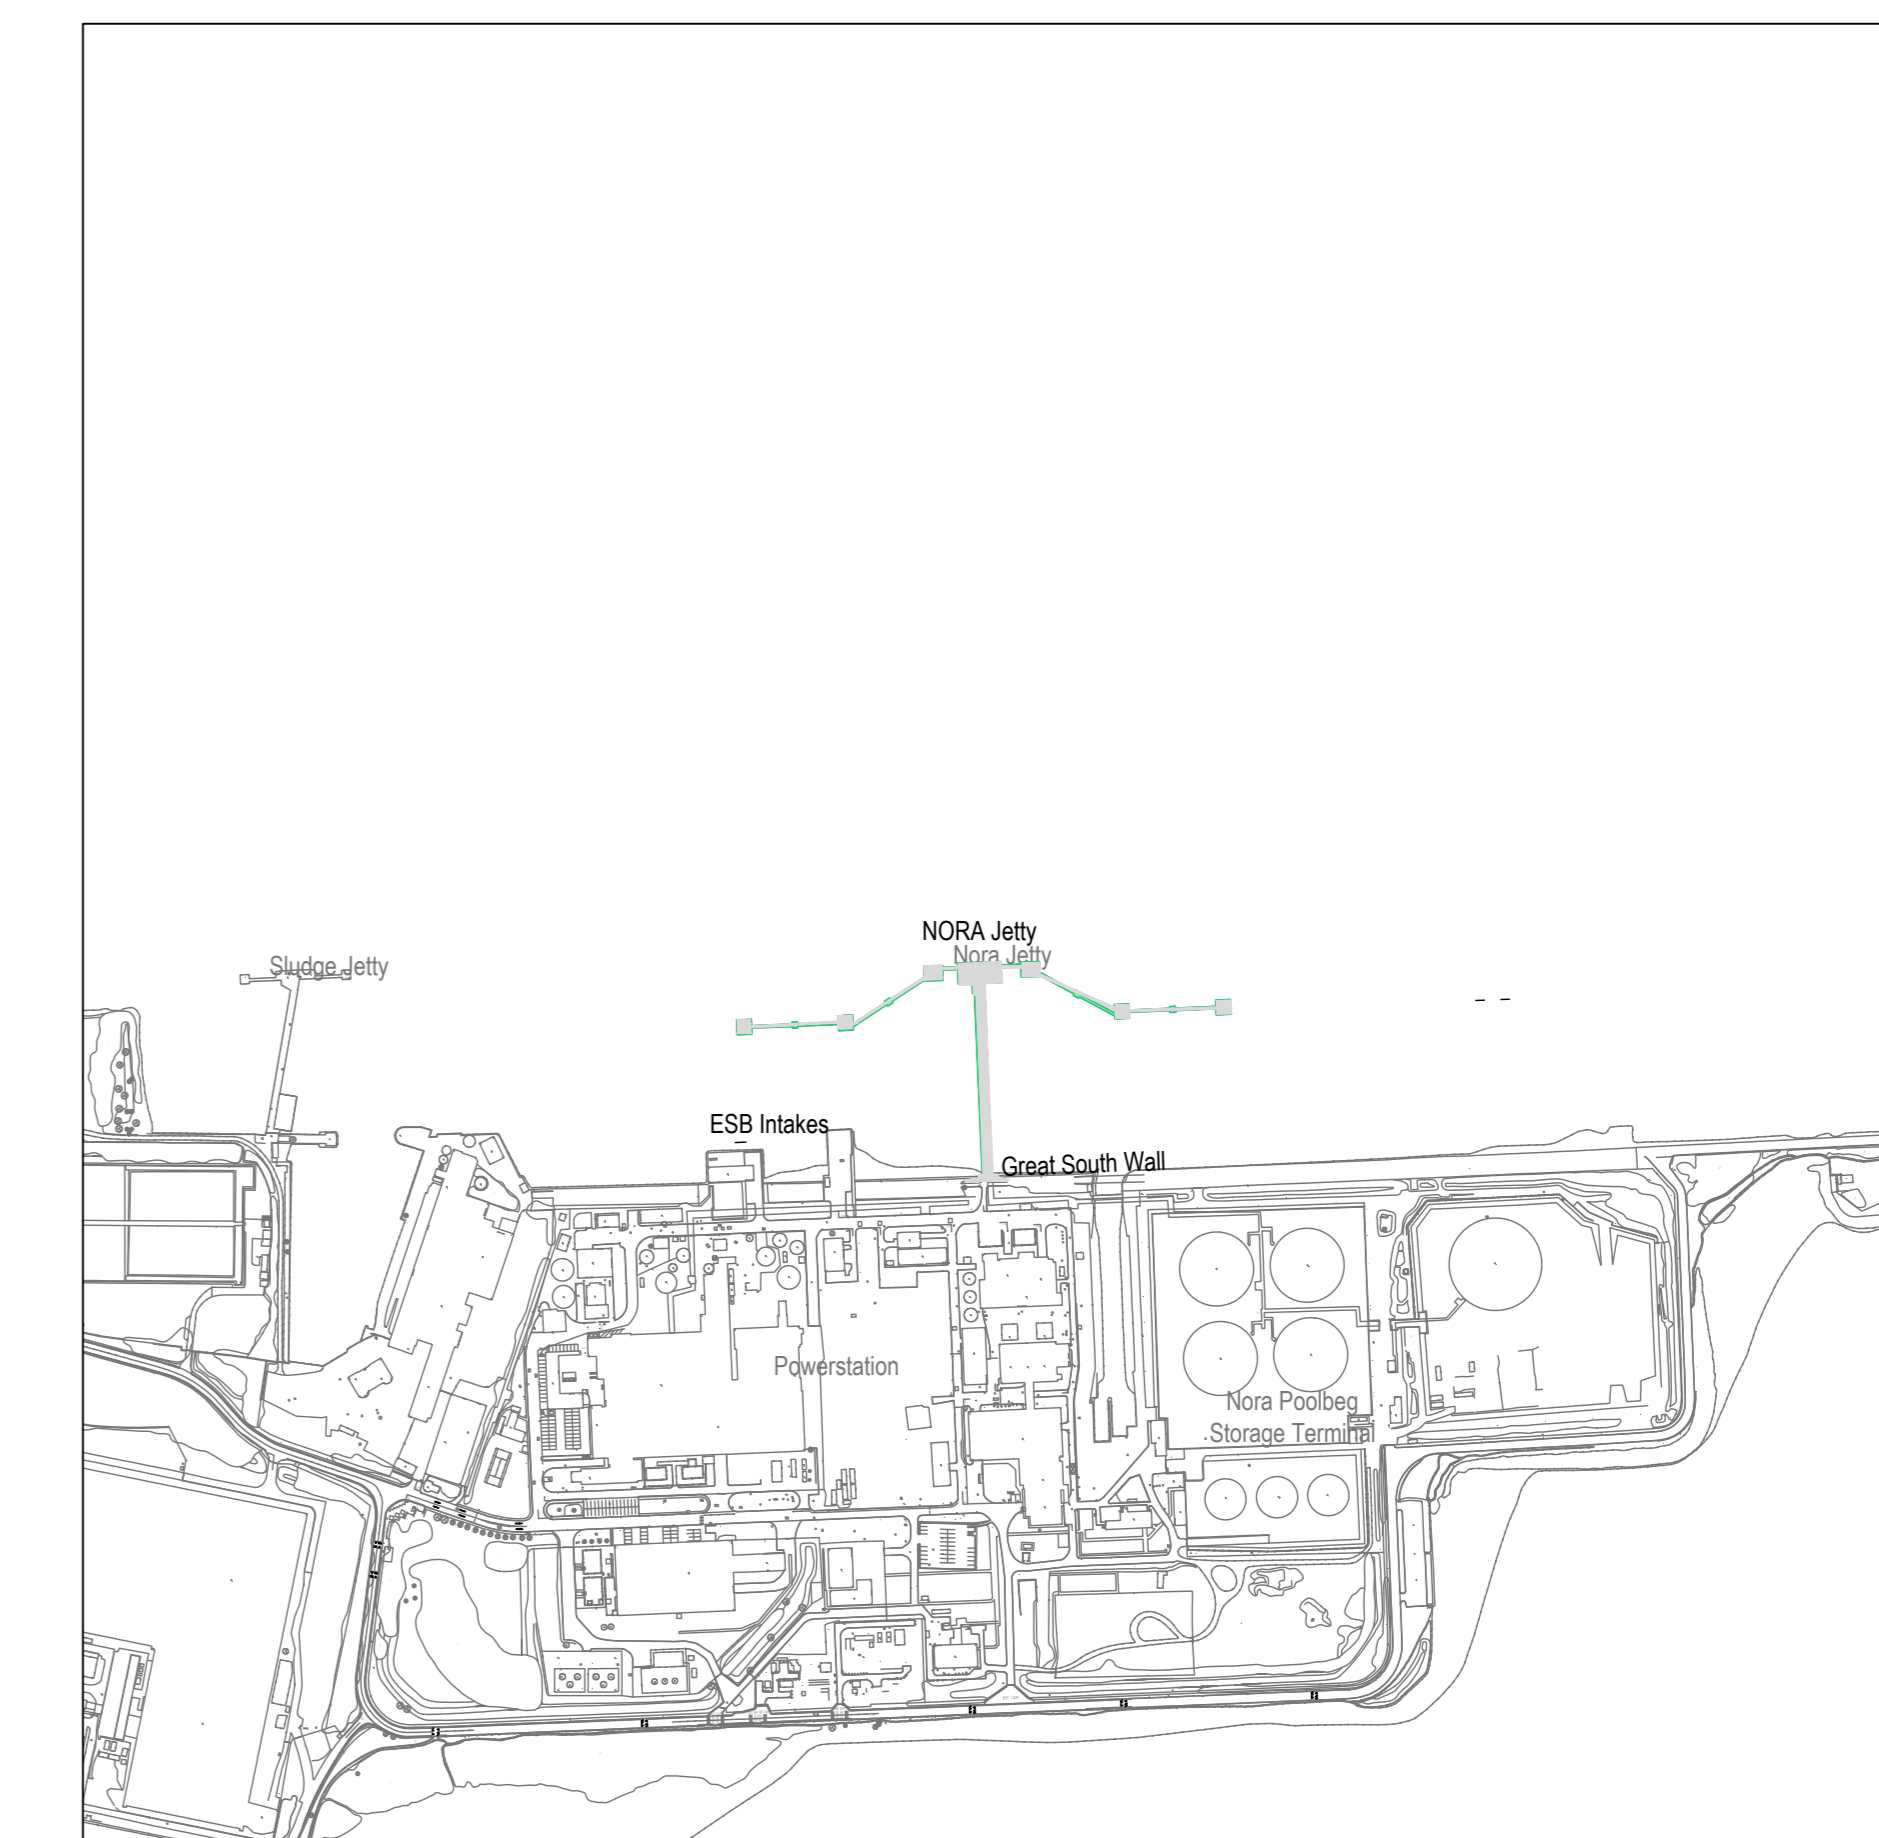 NORA Jetty
Nora Jetty
Sludge Jetty
ESB Intakes
Great South Wall
Powerstation
Nora Poolbeg
Storage Terminal